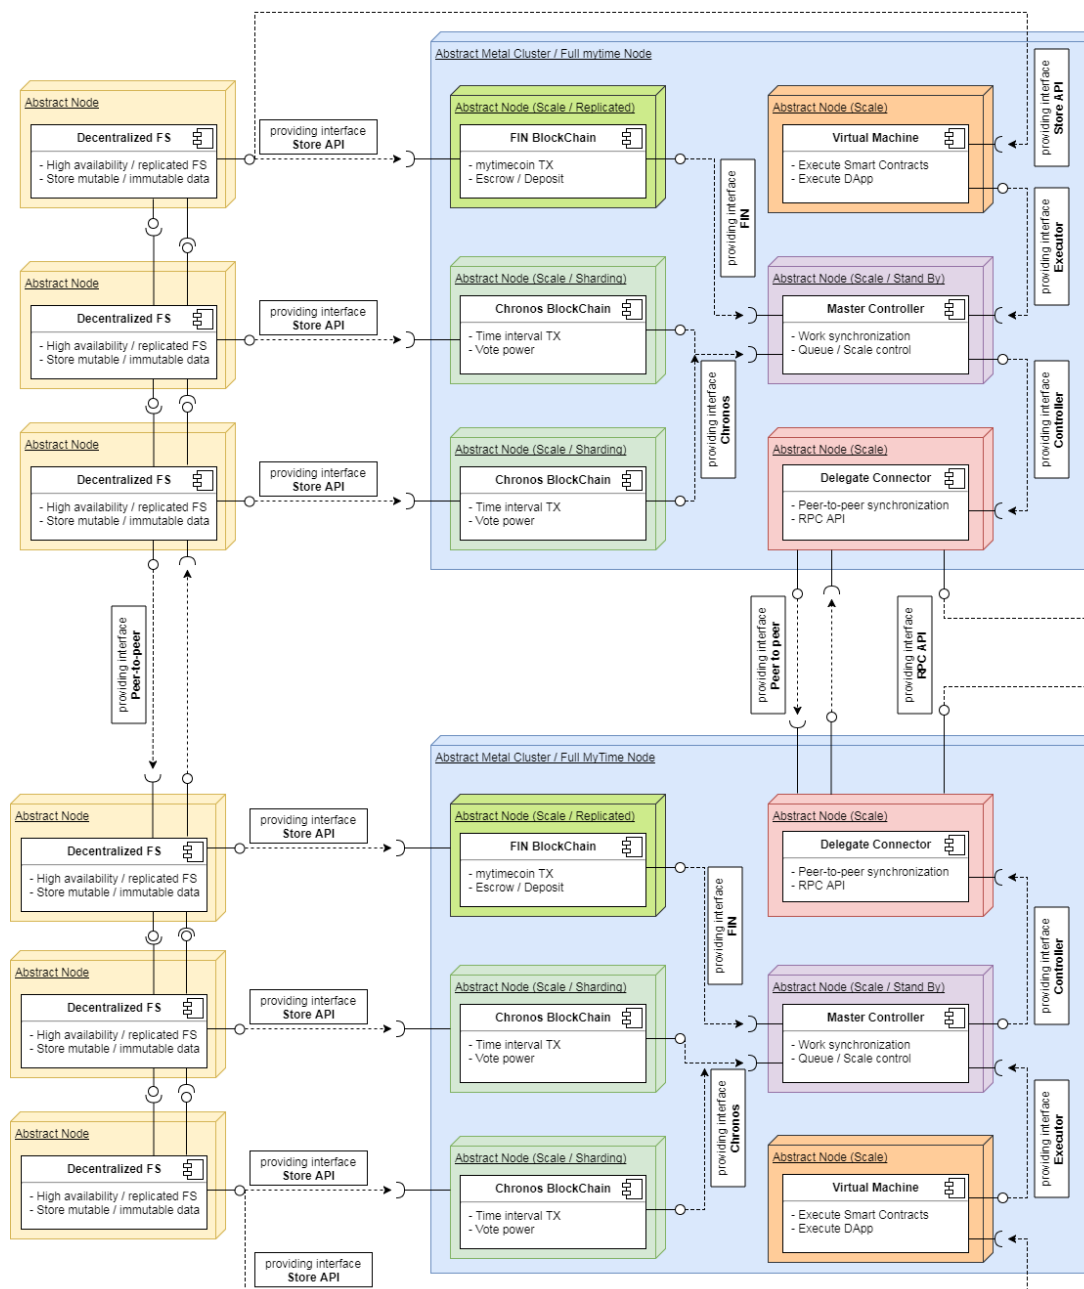 Abstract Metal Cluster / Full mytime Node
Abstract Node
Decentralized FS
- High availability / replicated FS
- Store mutable / immutable data
providing interface
Store API
Abstract Node (Scale / Replicated)
FIN BlockChain
- mytimecoin TX
- Escrow / Deposit
providing interface
FIN
Abstract Node (Scale)
Virtual Machine
- Execute Smart Contracts
- Execute DApp
providing interface
Store API
providing interface
Executor
Abstract Node
Decentralized FS
- High availability / replicated FS
- Store mutable / immutable data
providing interface
Store API
Abstract Node (Scale / Sharding)
Chronos BlockChain
- Time interval TX
- Vote power
Abstract Node (Scale / Stand By)
Master Controller
- Work synchronization
- Queue / Scale control
providing interface
Chronos
providing interface
Controller
Abstract Node
Decentralized FS
- High availability / replicated FS
- Store mutable / immutable data
providing interface
Store API
Abstract Node (Scale / Sharding)
Chronos BlockChain
- Time interval TX
- Vote power
Abstract Node (Scale)
Delegate Connector
- Peer-to-peer synchronization
- RPC API
providing interface
Peer-to-peer
providing interface
Peer to peer
providing interface
RPC API
Abstract Metal Cluster / Full MyTime Node
Abstract Node
Decentralized FS
- High availability / replicated FS
- Store mutable / immutable data
providing interface
Store API
Abstract Node (Scale / Replicated)
FIN BlockChain
- mytimecoin TX
- Escrow / Deposit
providing interface
FIN
Abstract Node (Scale)
Delegate Connector
- Peer-to-peer synchronization
- RPC API
providing interface
Controller
Abstract Node
Decentralized FS
- High availability / replicated FS
- Store mutable / immutable data
providing interface
Store API
Abstract Node (Scale / Sharding)
Chronos BlockChain
- Time interval TX
- Vote power
Abstract Node (Scale / Stand By)
Master Controller
- Work synchronization
- Queue / Scale control
providing interface
Chronos
providing interface
Executor
Abstract Node
Decentralized FS
- High availability / replicated FS
- Store mutable / immutable data
providing interface
Store API
Abstract Node (Scale / Sharding)
Chronos BlockChain
- Time interval TX
- Vote power
Abstract Node (Scale)
Virtual Machine
- Execute Smart Contracts
- Execute DApp
providing interface
Store API